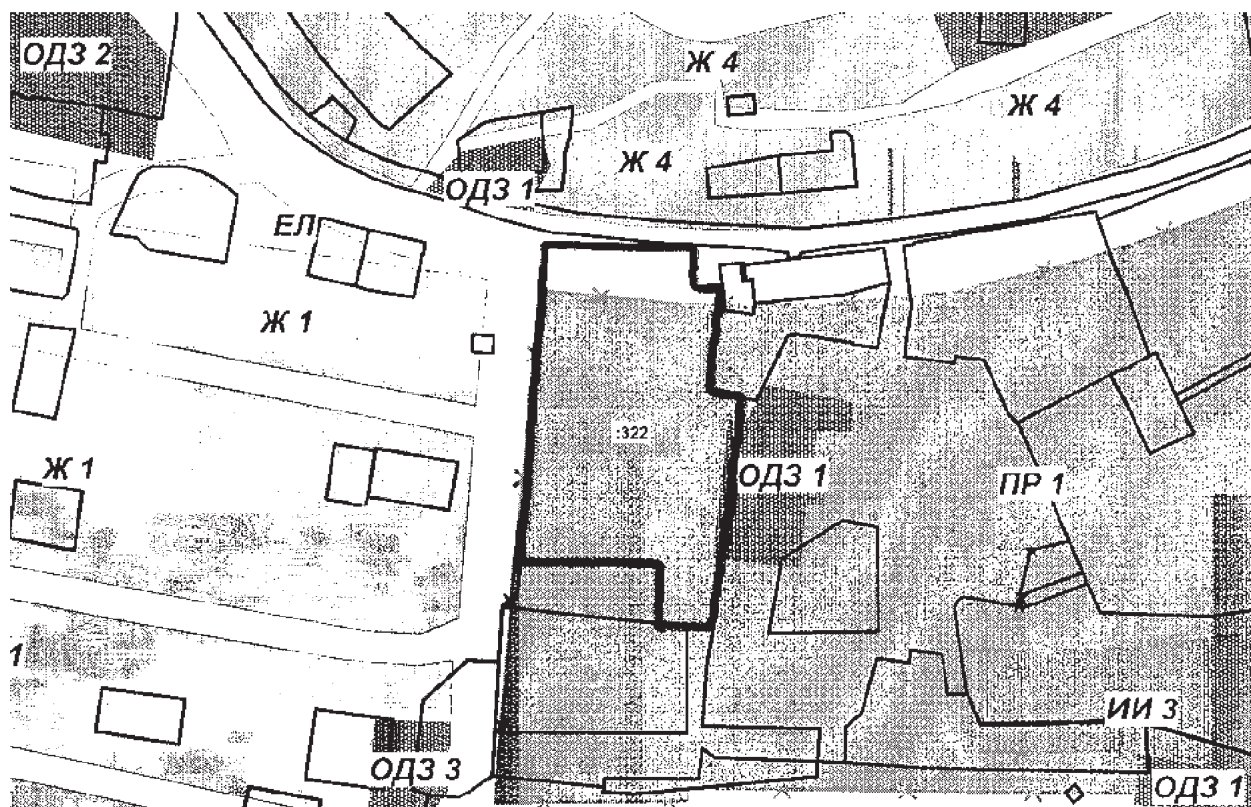 ОДЗ 2
Ж 4
Ж 4
Ж 4
ОДЗ 1
ЕЛ
Ж 1
:322
Ж 1
ОДЗ 1
ПР 1
1
ИИ 3
ОДЗ 3
ОДЗ 1